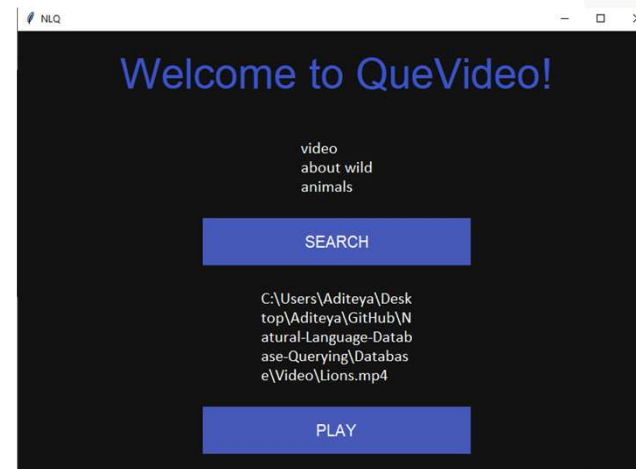 NLQ
Welcome to QueVideo!
video
about wild
animals
SEARCH
C:\Users\Aditeya\Desk
top\Aditeya\GitHub\N
atural-Language-Datab
ase-Querying\Databas
e\Video\Lions.mp4
PLAY